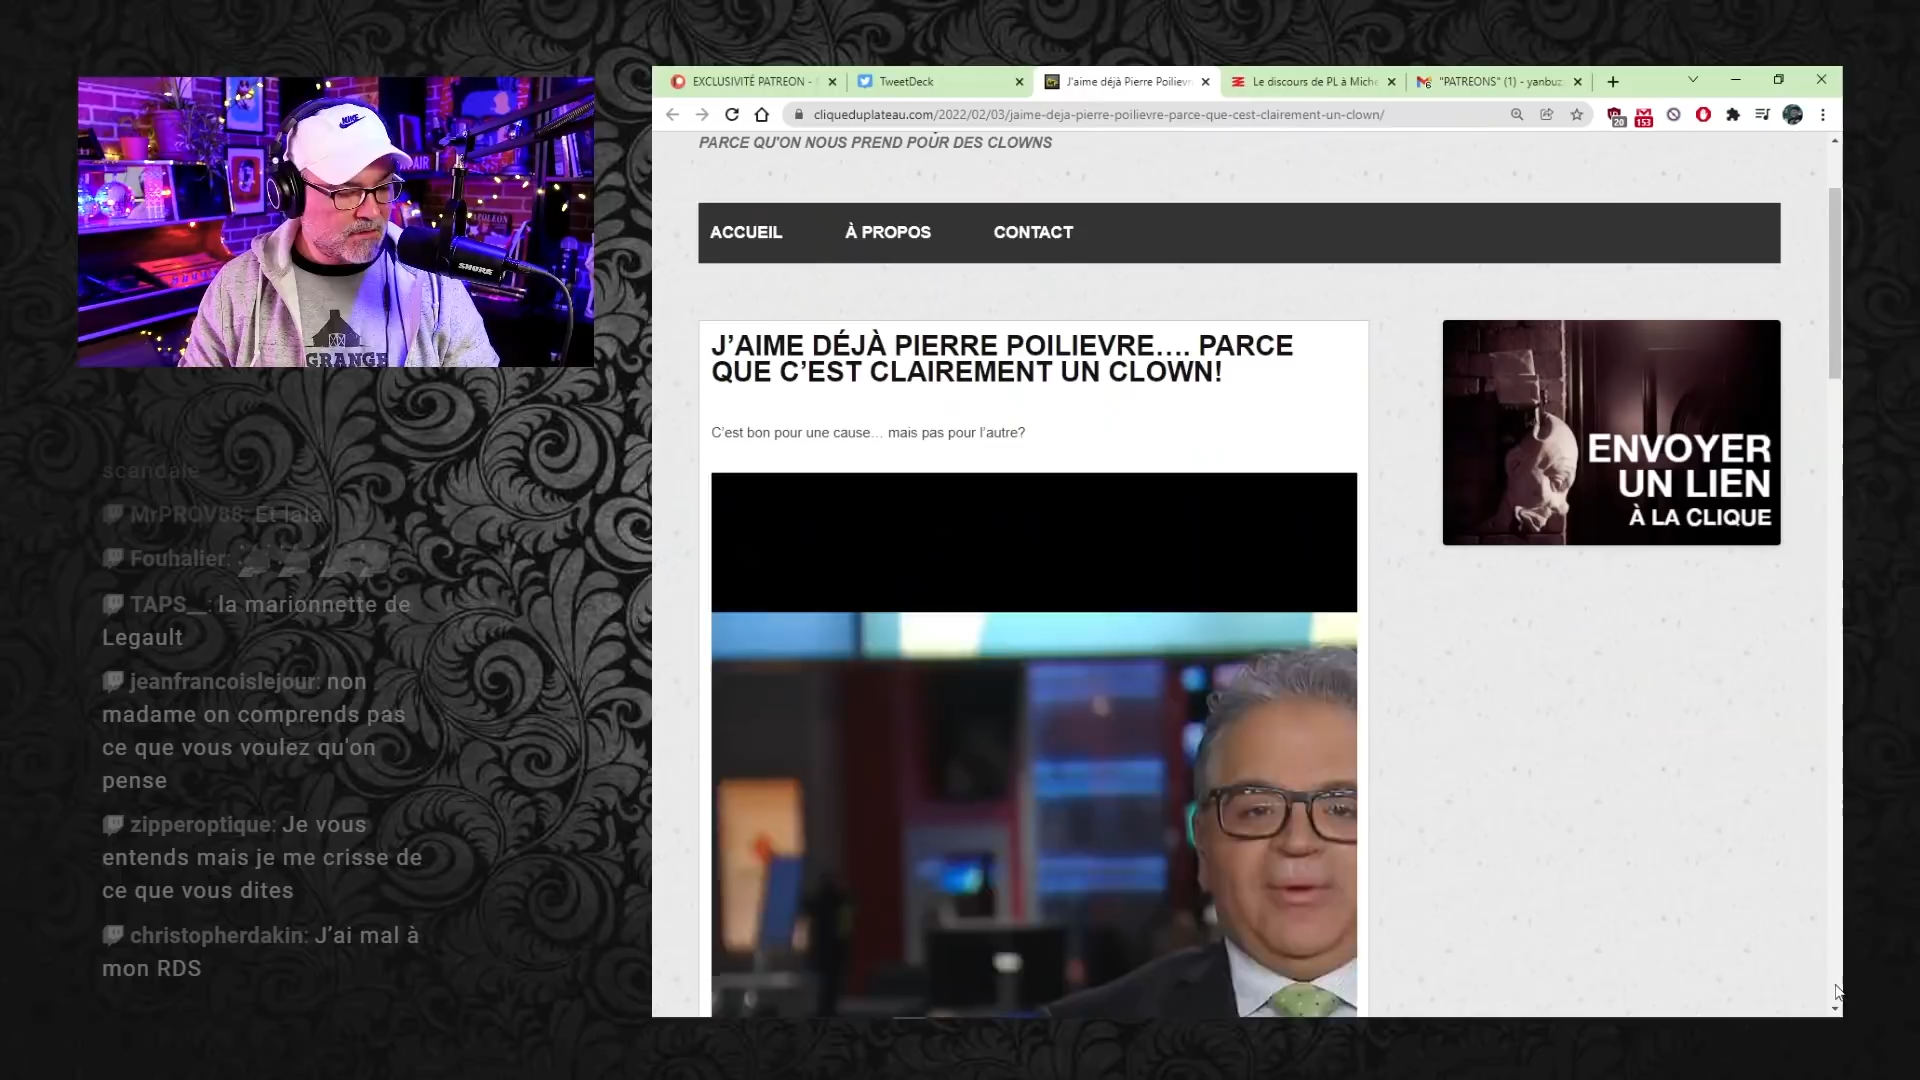 EXCLUSIVITÉ PATREON -
TweetDeck
J'aime déjà Pierre Poilievr
Le discours de PL à Mich
"PATREONS" (1) - yanbuz
cliqueduplateau.com/2022/02/03/jaime-deja-pierre-poilievre-parce-que-cest-clairement-un-clown/
20
153
PARCE QU'ON NOUS PREND POUR DES CLOWNS
ACCUEIL
À PROPOS
CONTACT
J'AIME DÉJÀ PIERRE POILIEVRE…. PARCE
QUE C'EST CLAIREMENT UN CLOWN!
C'est bon pour une cause… mais pas pour l'autre?
ENVOYER
UN LIEN
À LA CLIQUE
NIKE
SHURE
GRANGE
scandale
MrPROV88: Et lala
Fouhalier:
TAPS__: la marionnette de
Legault
jeanfrancoislejour: non
madame on comprends pas
ce que vous voulez qu'on
pense
zipperoptique: Je vous
entends mais je me crisse de
ce que vous dites
christopherdakin: J'ai mal à
mon RDS